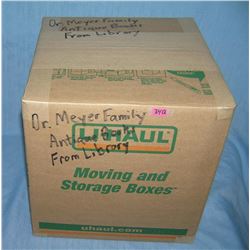 Dr. Meyer Family
Antique Books
From Library
Dr. Meyer Family
Antique Books
From Library
UHAUL
Moving and
Storage Boxes
uhaul.com